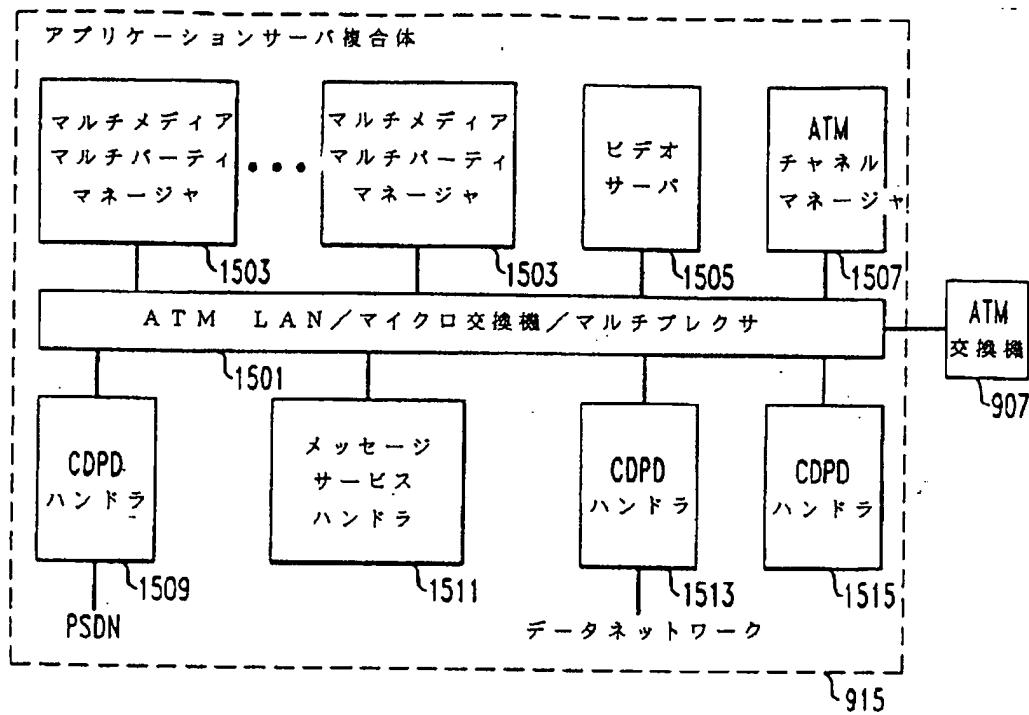 アプリケーションサーバ複合体
マルチメディア
マルチパーティ
マネージャ
マルチメディア
マルチパーティ
マネージャ
ビデオ
サーバ
ATM
チャネル
マネージャ
1503
1503
1505
1507
ATM LAN/マイクロ交換機/マルチプレクサ
ATM
交換機
1501
907
CDPD
ハンドラ
メッセージ
サービス
ハンドラ
CDPD
ハンドラ
CDPD
ハンドラ
1509
1511
1513
1515
PSDN
データネットワーク
915